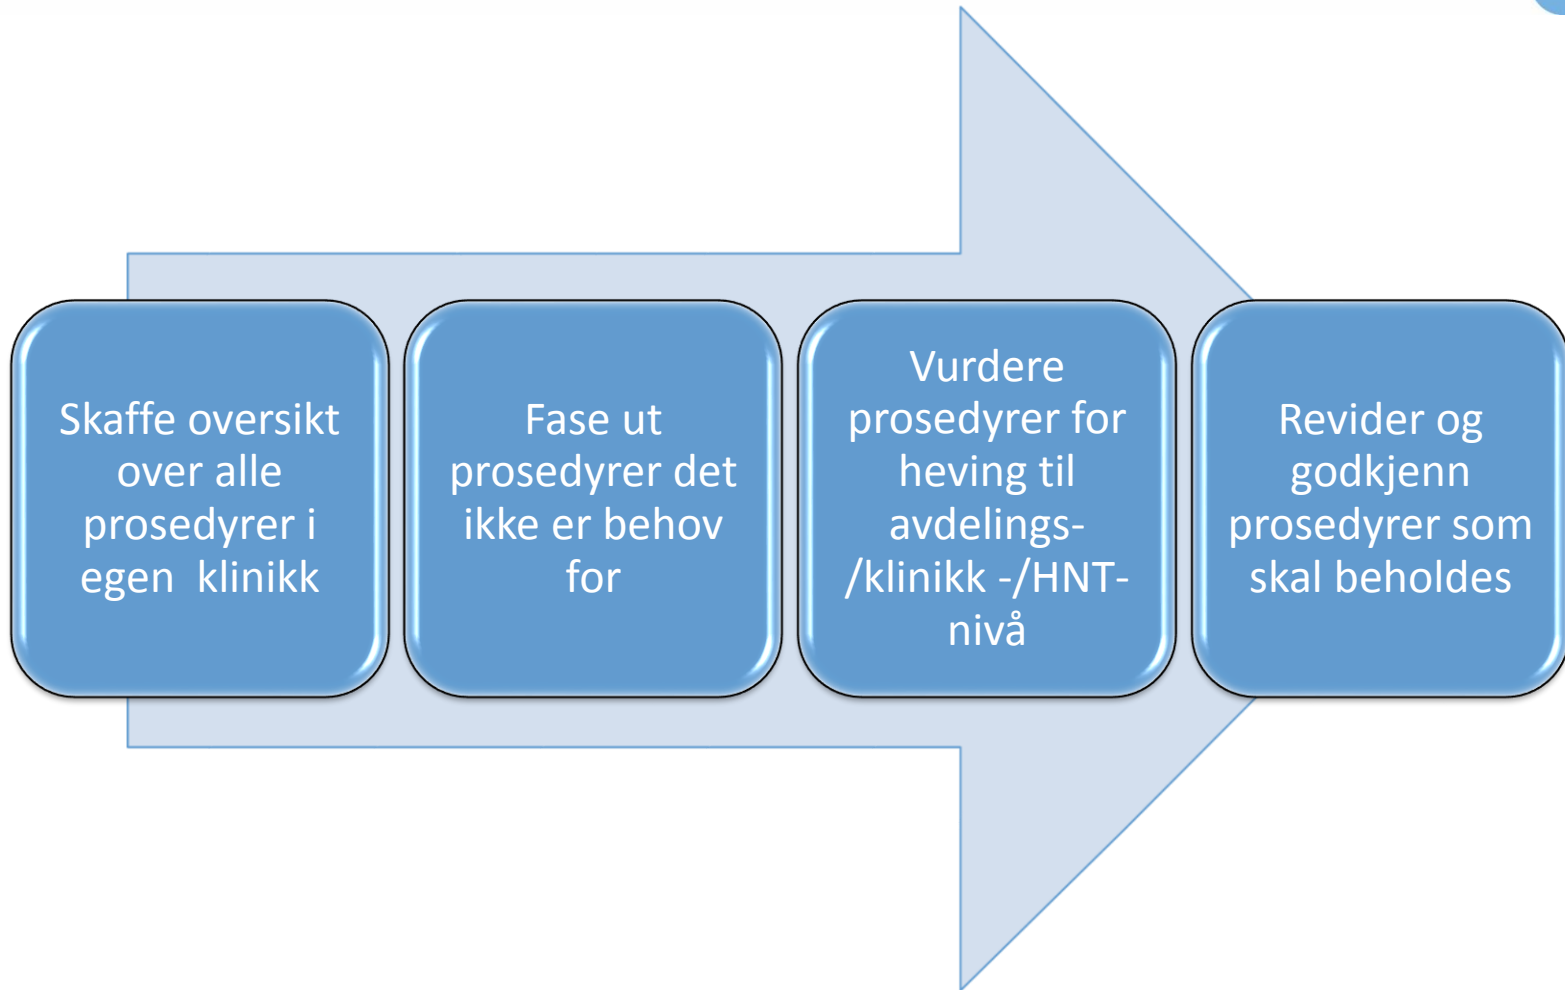 Skaffe oversikt
over alle
prosedyrer i
egen  klinikk
Fase ut
prosedyrer det
ikke er behov
for
Vurdere
prosedyrer for
heving til
avdelings-
/klinikk -/HNT-
nivå
Revider og
godkjenn
prosedyrer som
skal beholdes